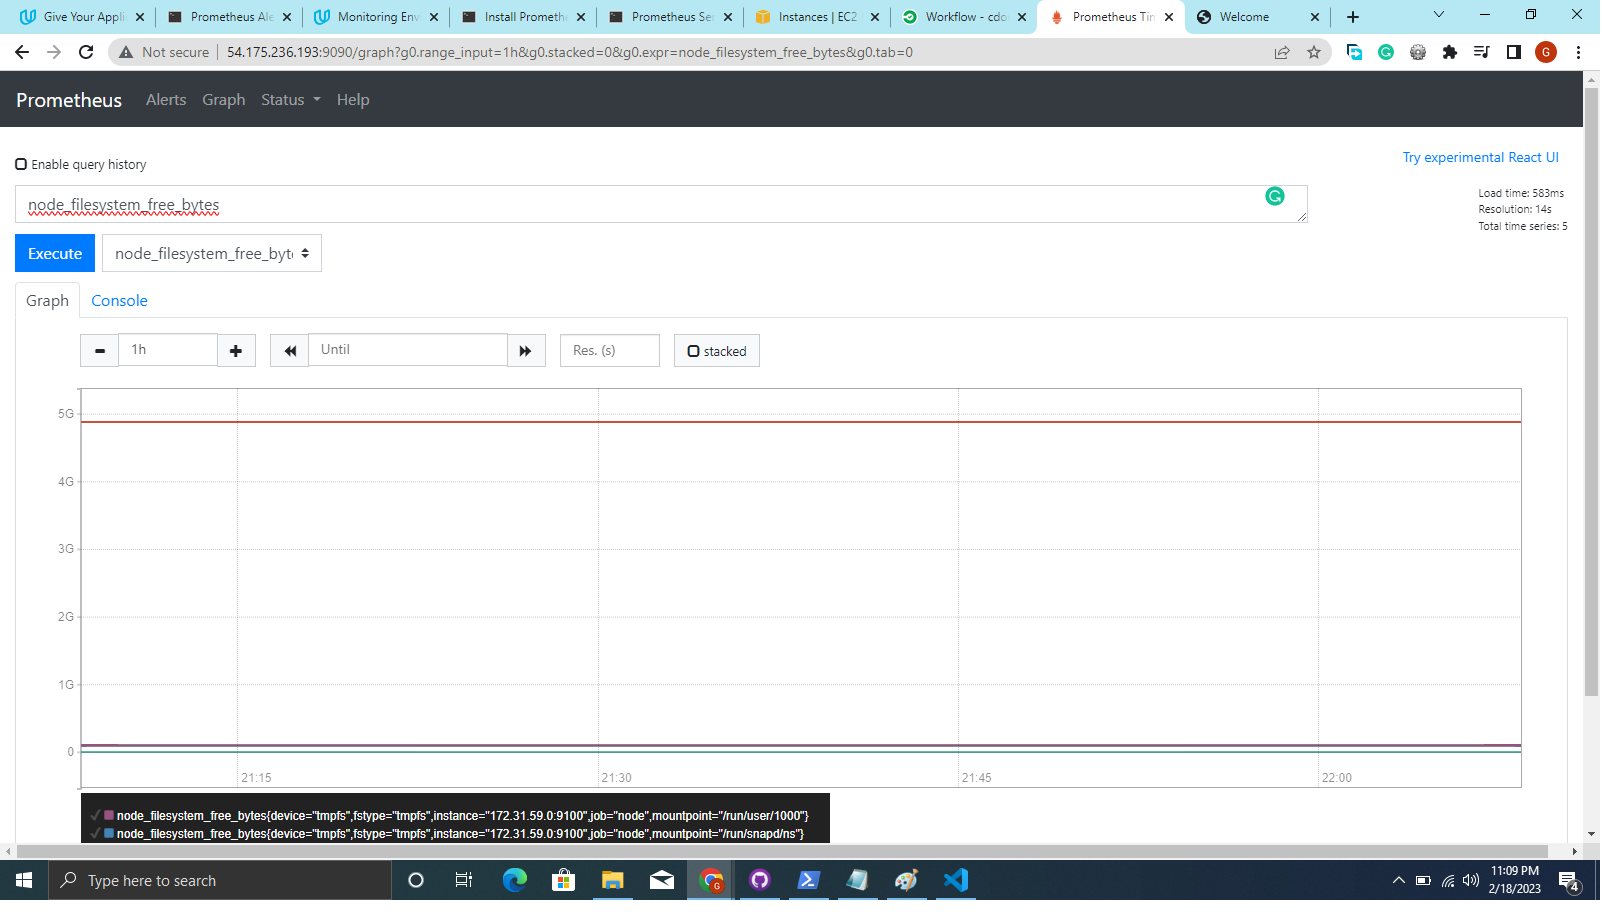 Give Your Appli
Prometheus Ale
Monitoring Env
Install Promethe
Prometheus Ser
Instances | EC2
Workflow - cdo
Prometheus Tim
Welcome
Not secure
54.175.236.193:9090/graph?g0.range_input=1h&g0.stacked=0&g0.expr=node_filesystem_free_bytes&g0.tab=0
G
Prometheus
Alerts
Graph
Status
Help
Enable query history
Try experimental React UI
node_filesystem_free_bytes
Load time: 583ms
Resolution: 14s
Total time series: 5
Execute
node_filesystem_free_byt
Graph
Console
1h
Until
Res. (s)
stacked
5G
4G
3G
2G
1G
0
21:15
21:30
21:45
22:00
node_filesystem_free_bytes{device="tmpfs",fstype="tmpfs",instance="172.31.59.0:9100",job="node",mountpoint="/run/user/1000"}
node_filesystem_free_bytes{device="tmpfs",fstype="tmpfs",instance="172.31.59.0:9100",job="node",mountpoint="/run/snapd/ns"}
Type here to search
G
11:09 PM
2/18/2023
4